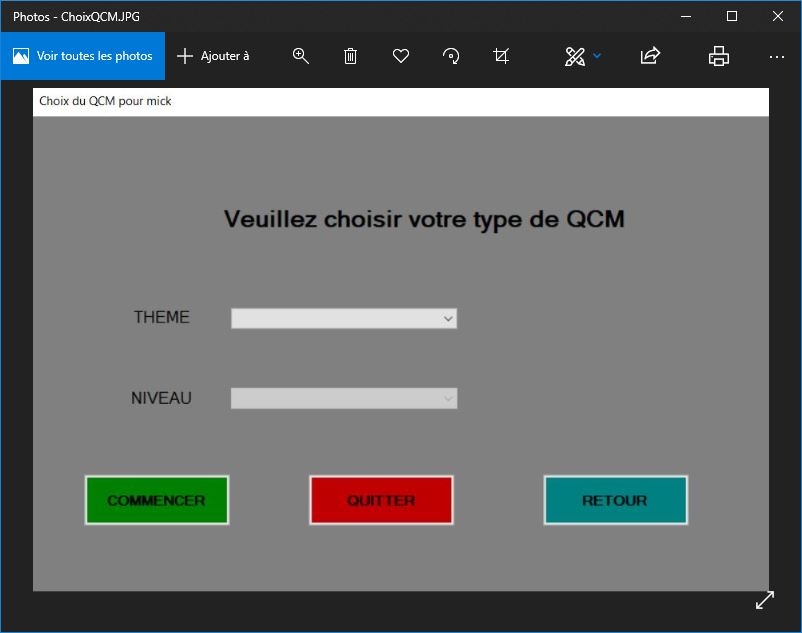 Photos - ChoixQCM.JPG
Voir toutes les photos
Ajouter à
Choix du QCM pour mick
Veuillez choisir votre type de QCM
THEME
NIVEAU
COMMENCER QUITTER RETOUR